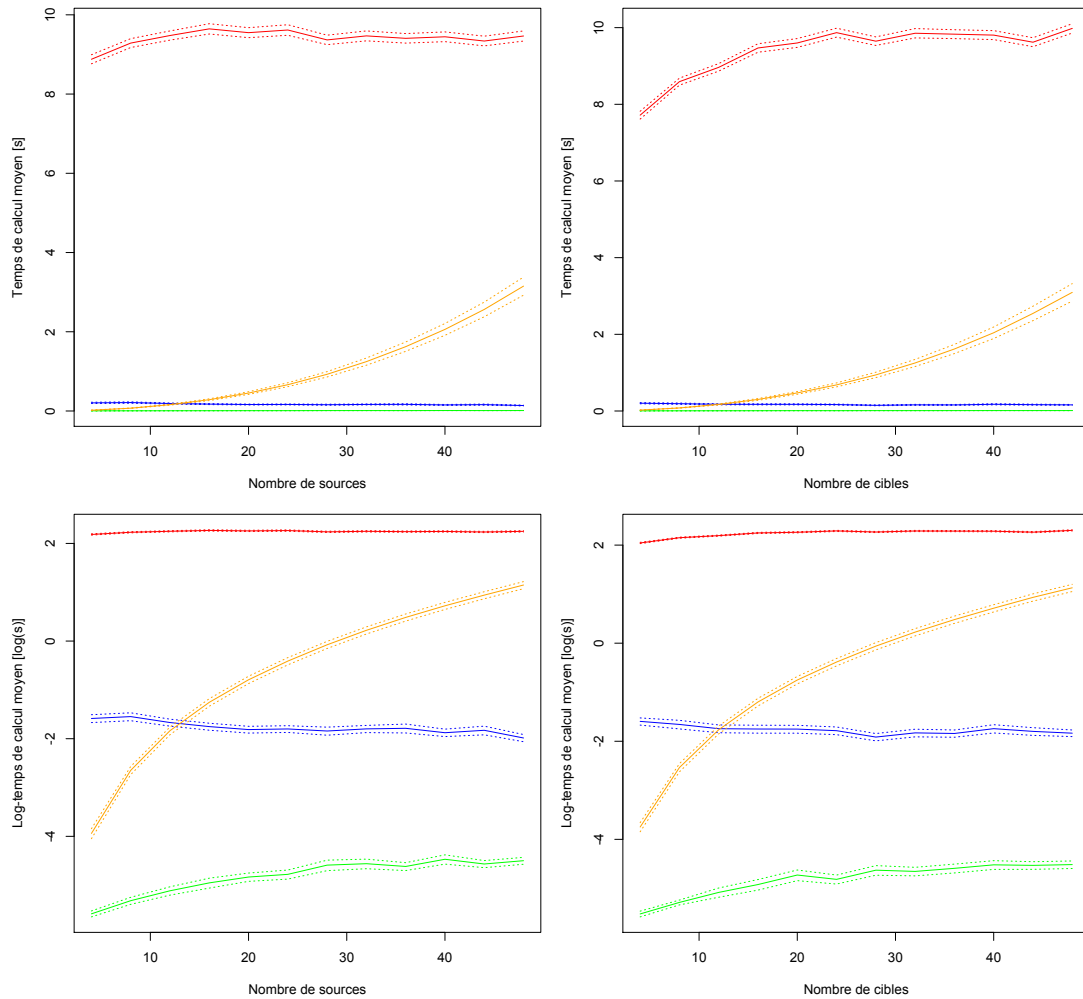 Temps de calcul moyen [s]
0 2 4 6 8 10
10 20 30 40
Nombre de sources
Temps de calcul moyen [s]
0 2 4 6 8 10
10 20 30 40
Nombre de cibles
Log-temps de calcul moyen [log(s)]
-4 -2 0 2
10 20 30 40
Nombre de sources
Log-temps de calcul moyen [log(s)]
-4 -2 0 2
10 20 30 40
Nombre de cibles